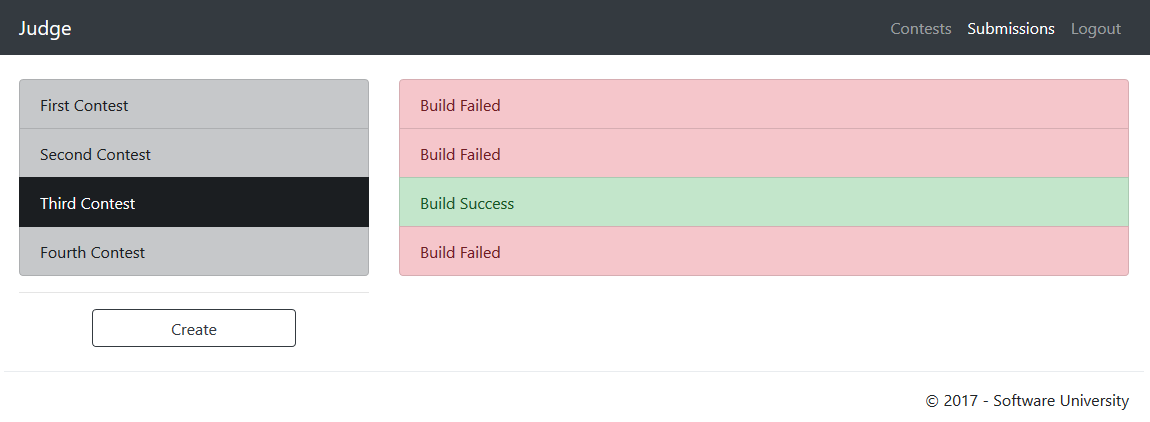 Judge
Contests Submissions Logout
First Contest
Second Contest
Third Contest
Fourth Contest
Create
Build Failed
Build Failed
Build Success
Build Failed
© 2017 - Software University